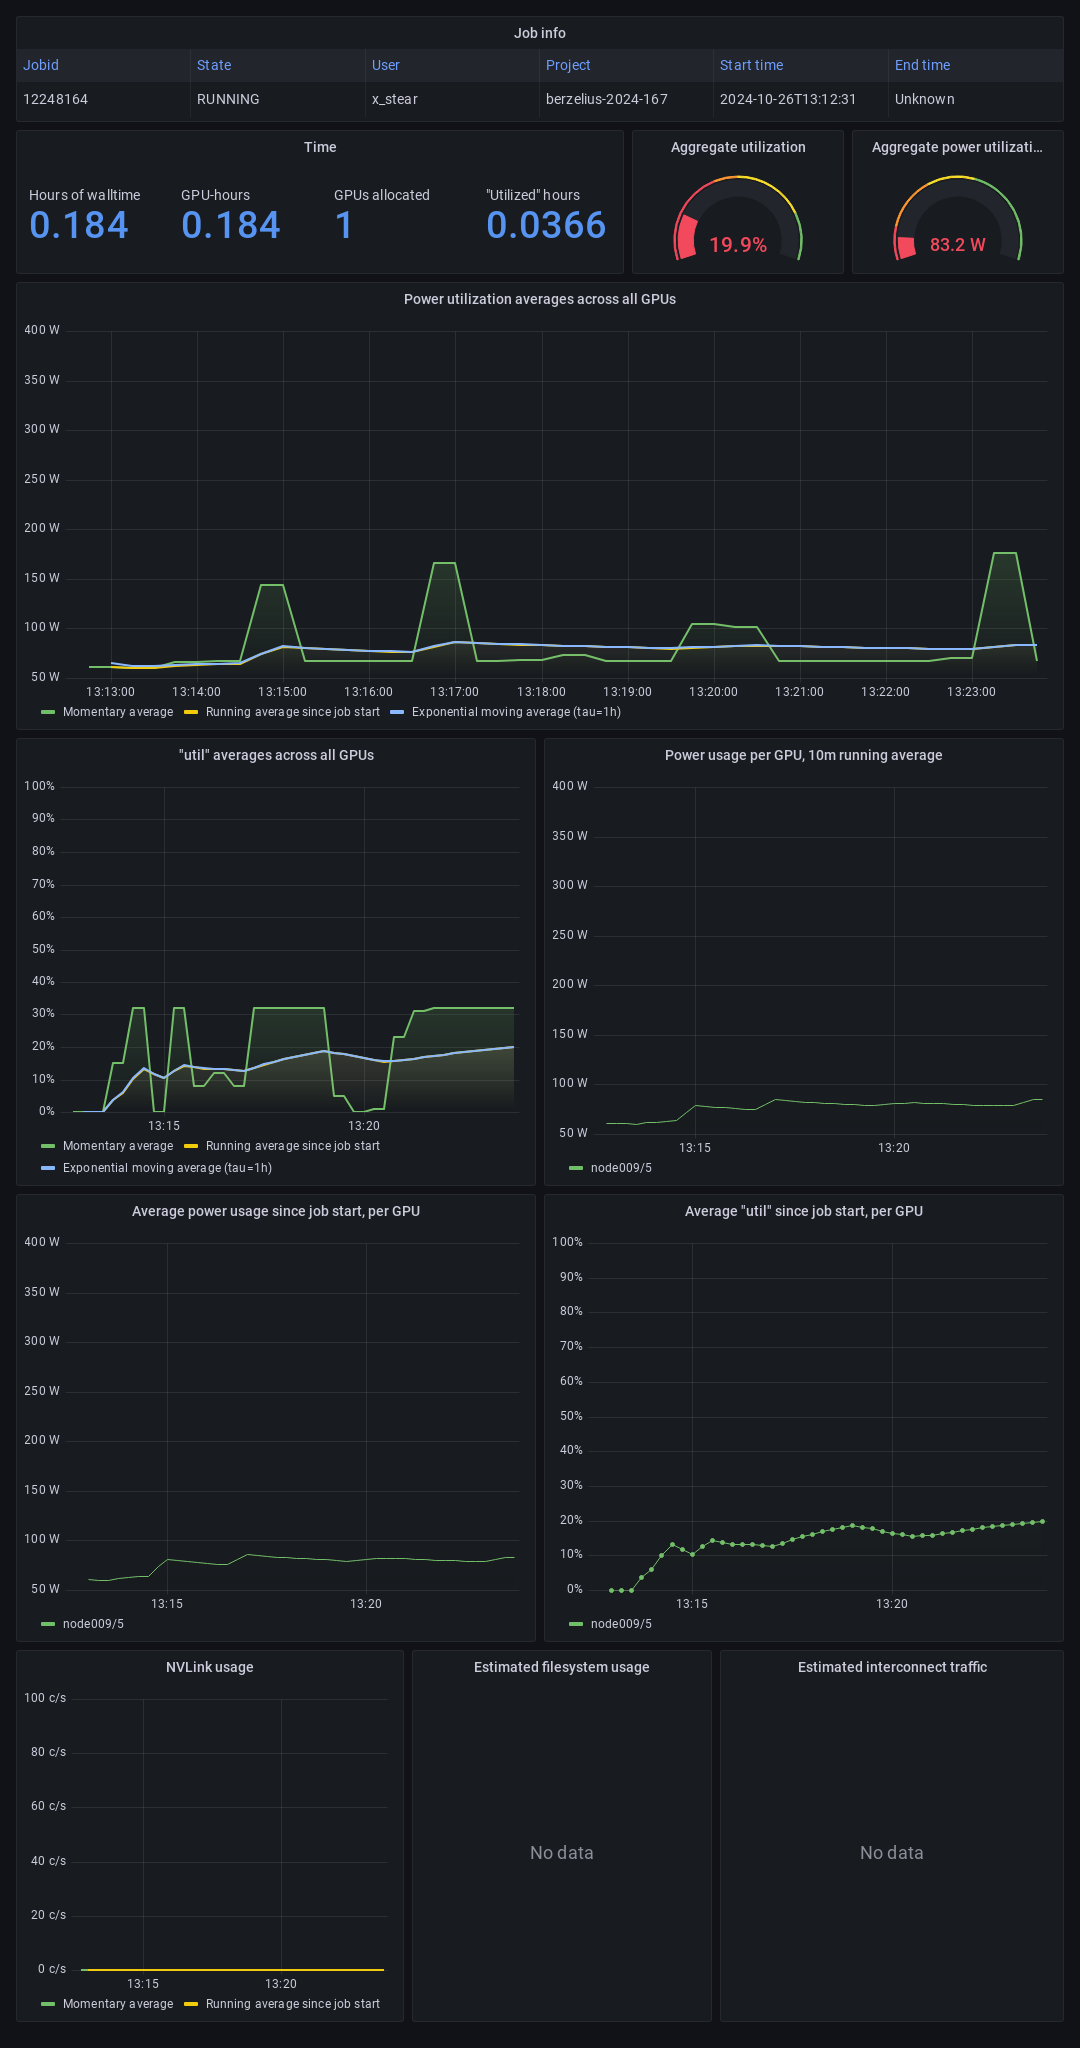 Job info
Jobid State User Project Start time End time
12248164 RUNNING x_stear berzelius-2024-167 2024-10-26T13:12:31 Unknown
Time
Hours of walltime GPU-hours GPUs allocated "Utilized" hours
0.184 0.184 1 0.0366
Aggregate utilization
19.9%
Aggregate power utilizati...
83.2 W
Power utilization averages across all GPUs
400 W
350 W
300 W
250 W
200 W
150 W
100 W
50 W
13:13:00 13:14:00 13:15:00 13:16:00 13:17:00 13:18:00 13:19:00 13:20:00 13:21:00 13:22:00 13:23:00
Momentary average Running average since job start Exponential moving average (tau=1h)
"util" averages across all GPUs
100%
90%
80%
70%
60%
50%
40%
30%
20%
10%
0%
13:15 13:20
Momentary average Running average since job start
Exponential moving average (tau=1h)
Power usage per GPU, 10m running average
400 W
350 W
300 W
250 W
200 W
150 W
100 W
50 W
13:15 13:20
node009/5
Average power usage since job start, per GPU
400 W
350 W
300 W
250 W
200 W
150 W
100 W
50 W
13:15 13:20
node009/5
Average "util" since job start, per GPU
100%
90%
80%
70%
60%
50%
40%
30%
20%
10%
0%
13:15 13:20
node009/5
NVLink usage
100 c/s
80 c/s
60 c/s
40 c/s
20 c/s
0 c/s
13:15 13:20
Momentary average Running average since job start
Estimated filesystem usage
No data
Estimated interconnect traffic
No data